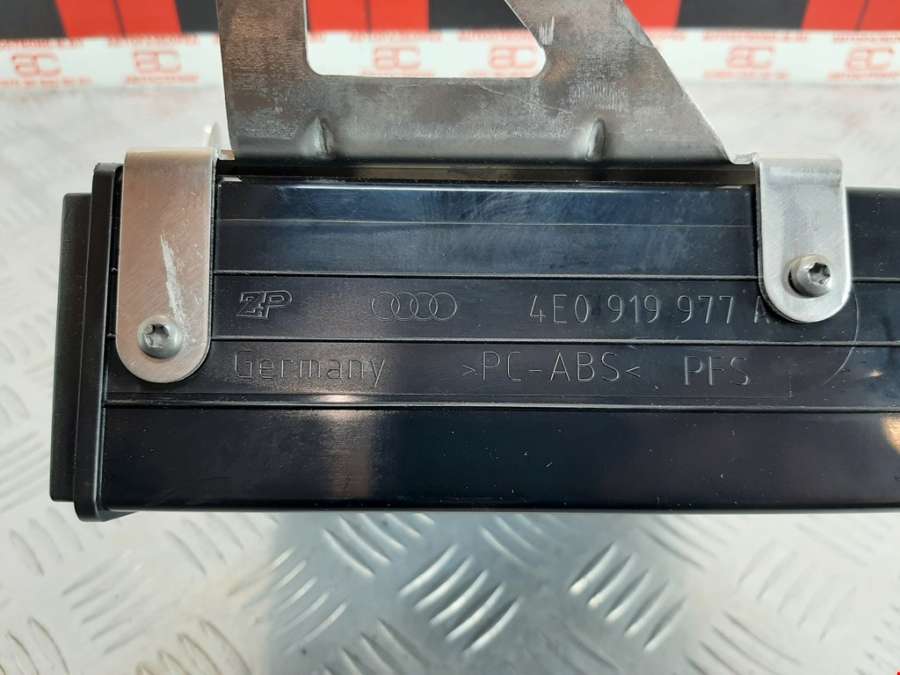 ZP 4E0 919 977 A
Germany >PC-ABS< PFS